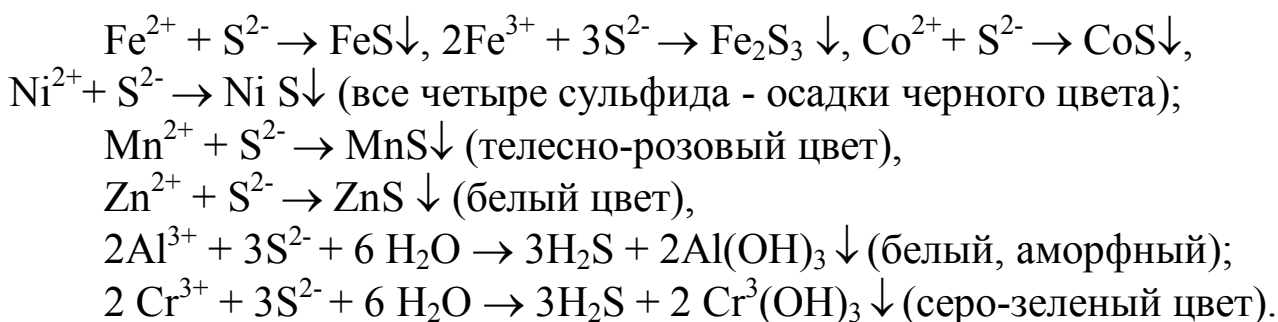 Fe²⁺ + S²⁻ → FeS↓, 2Fe³⁺ + 3S²⁻ → Fe₂S₃ ↓, Co²⁺+ S²⁻ → CoS↓,
Ni²⁺+ S²⁻ → Ni S↓ (все четыре сульфида - осадки черного цвета);
Mn²⁺ + S²⁻ → MnS↓ (телесно-розовый цвет),
Zn²⁺ + S²⁻ → ZnS ↓ (белый цвет),
2Al³⁺ + 3S²⁻ + 6 H₂O → 3H₂S + 2Al(OH)₃ ↓ (белый, аморфный);
2 Cr³⁺ + 3S²⁻ + 6 H₂O → 3H₂S + 2 Cr³(OH)₃ ↓ (серо-зеленый цвет).